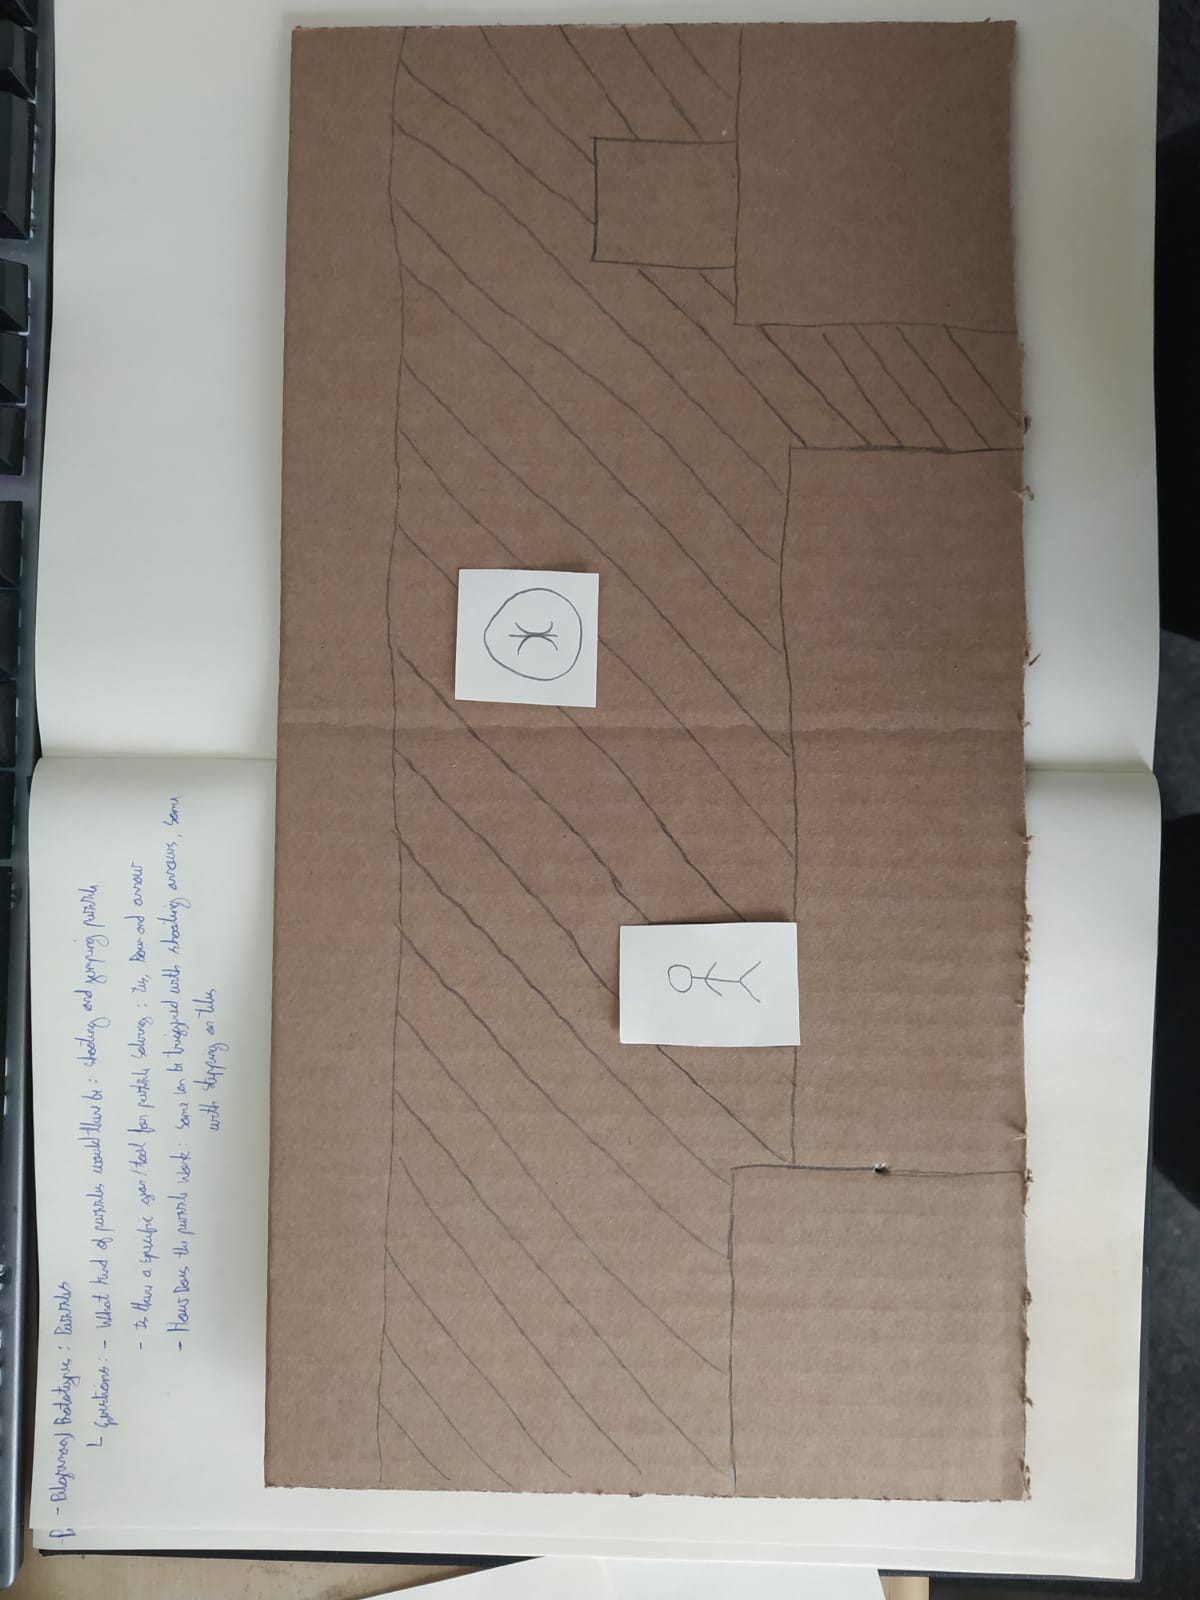 - Pilgrimag Prototypes : Puzzles
Questions : - What kind of puzzles would there be : shooting and jumping puzzle
- Is there a specific gear/tool for puzzle solving : Yes, Bow and arrow
- How Does the puzzle work : some can be triggered with shooting arrows, some
with stepping on tiles